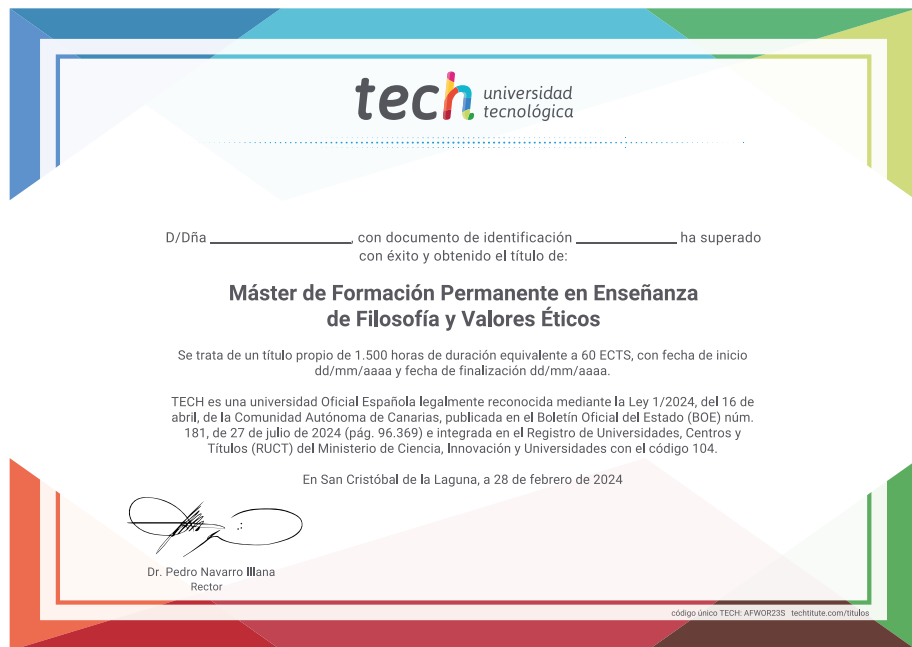 tech universidad
tecnológica
D/Dña ______________, con documento de identificación __________ ha superado
con éxito y obtenido el título de:
Máster de Formación Permanente en Enseñanza
de Filosofía y Valores Éticos
Se trata de un título propio de 1.500 horas de duración equivalente a 60 ECTS, con fecha de inicio
dd/mm/aaaa y fecha de finalización dd/mm/aaaa.
TECH es una universidad Oficial Española legalmente reconocida mediante la Ley 1/2024, del 16 de
abril, de la Comunidad Autónoma de Canarias, publicada en el Boletín Oficial del Estado (BOE) núm.
181, de 27 de julio de 2024 (pág. 96.369) e integrada en el Registro de Universidades, Centros y
Títulos (RUCT) del Ministerio de Ciencia, Innovación y Universidades con el código 104.
En San Cristóbal de la Laguna, a 28 de febrero de 2024
Dr. Pedro Navarro Illana
Rector
código único TECH: AFWOR23S techtitute.com/titulos